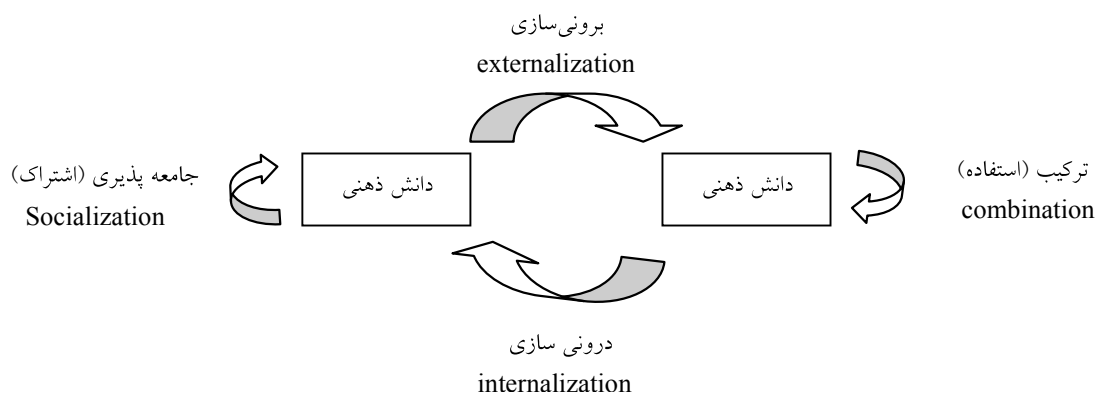 برونی‌سازی
externalization
جامعه پذیری (اشتراک)
Socialization
دانش ذهنی
دانش ذهنی
ترکیب (استفاده)
combination
درونی سازی
internalization